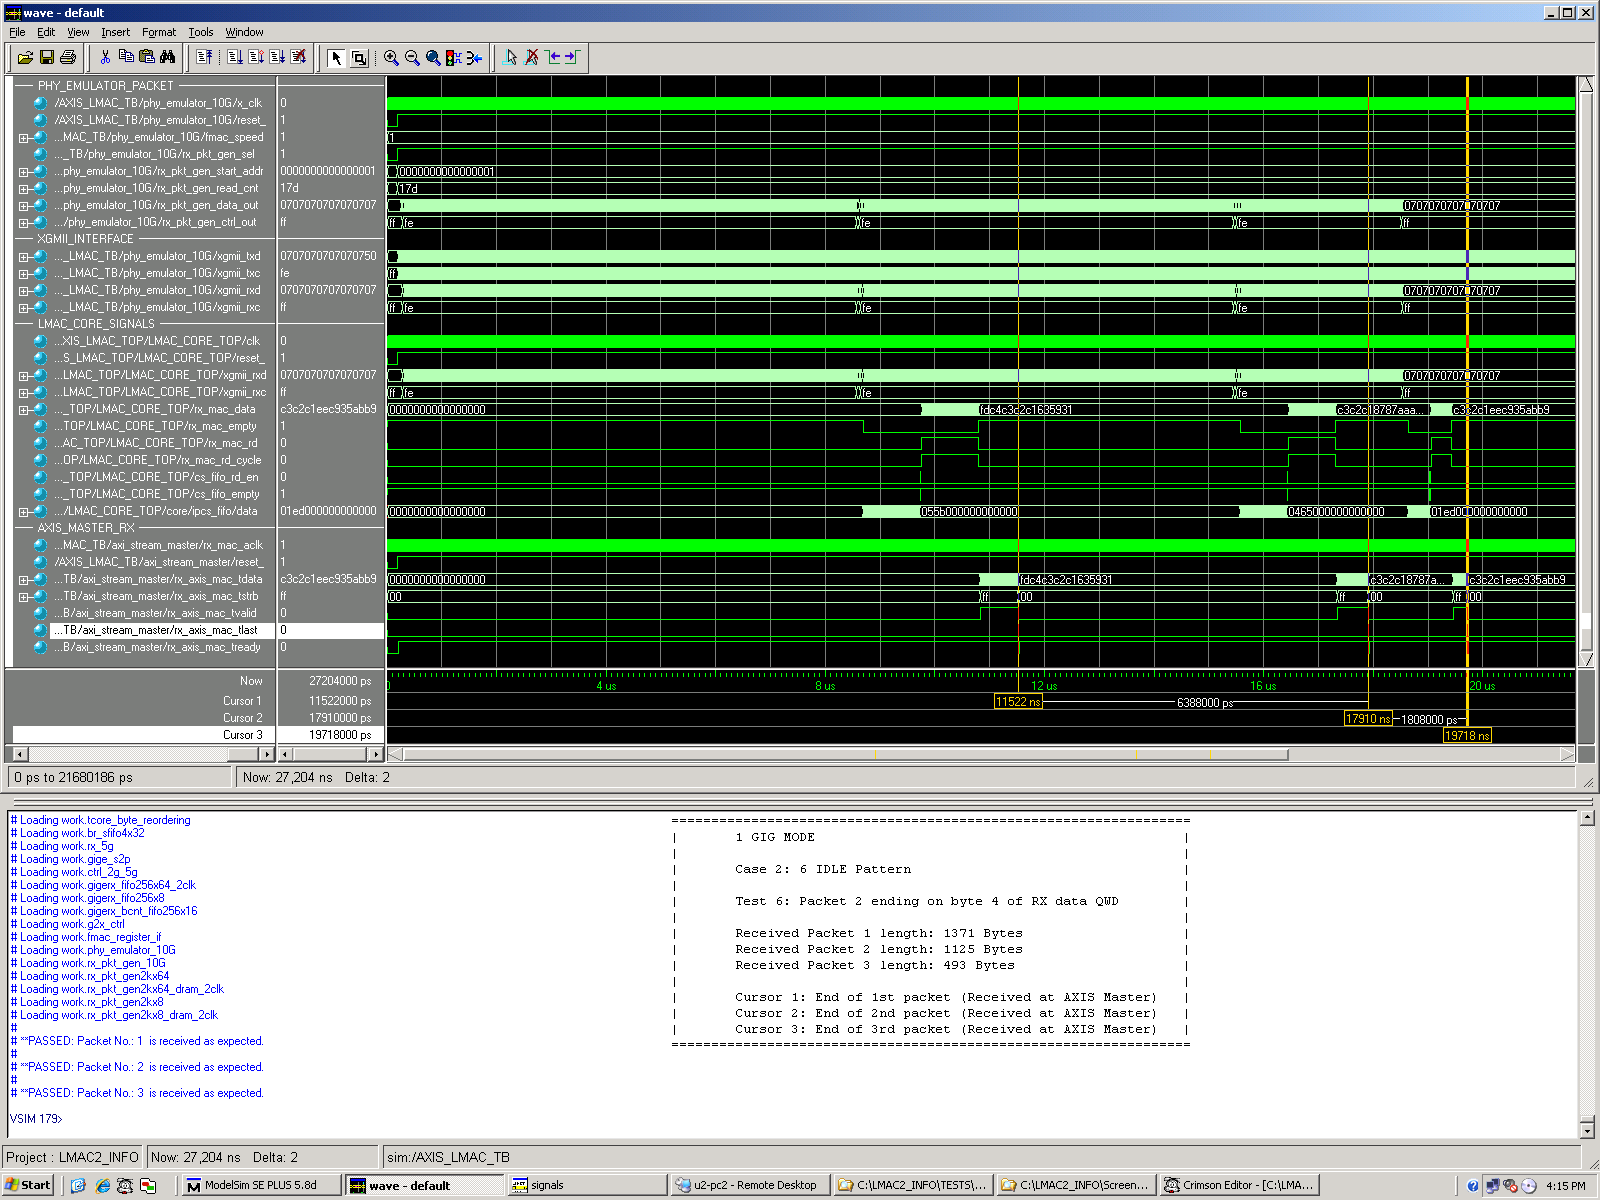 wave - default
File Edit View Insert Format Tools Window
PHY_EMULATOR_PACKET
/AXIS_LMAC_TB/phy_emulator_10G/x_clk 0
/AXIS_LMAC_TB/phy_emulator_10G/reset_ 1
...MAC_TB/phy_emulator_10G/fmac_speed 1 1
..._TB/phy_emulator_10G/rx_pkt_gen_sel 1
...phy_emulator_10G/rx_pkt_gen_start_addr 0000000000000001 0000000000000001
...phy_emulator_10G/rx_pkt_gen_read_cnt 17d 17d
...phy_emulator_10G/rx_pkt_gen_data_out 0707070707070707 0707070707070707
.../phy_emulator_10G/rx_pkt_gen_ctrl_out ff ff fe fe fe ff
XGMII_INTERFACE
..._LMAC_TB/phy_emulator_10G/xgmii_txd 0707070707070750
..._LMAC_TB/phy_emulator_10G/xgmii_txc fe ff
..._LMAC_TB/phy_emulator_10G/xgmii_rxd 0707070707070707 0707070707070707
..._LMAC_TB/phy_emulator_10G/xgmii_rxc ff ff fe fe fe ff
LMAC_CORE_SIGNALS
...XIS_LMAC_TOP/LMAC_CORE_TOP/clk 0
...S_LMAC_TOP/LMAC_CORE_TOP/reset_ 1
...LMAC_TOP/LMAC_CORE_TOP/xgmii_rxd 0707070707070707 0707070707070707
...LMAC_TOP/LMAC_CORE_TOP/xgmii_rxc ff ff fe fe fe ff
..._TOP/LMAC_CORE_TOP/rx_mac_data c3c2c1eec935abb9 0000000000000000 fdc4c3c2c1635931 c3c2c18787aaa... c3c2c1eec935abb9
...TOP/LMAC_CORE_TOP/rx_mac_empty 1
...AC_TOP/LMAC_CORE_TOP/rx_mac_rd 0
...OP/LMAC_CORE_TOP/rx_mac_rd_cycle 0
..._TOP/LMAC_CORE_TOP/cs_fifo_rd_en 0
..._TOP/LMAC_CORE_TOP/cs_fifo_empty 1
.../LMAC_CORE_TOP/core/ipcs_fifo/data 01ed000000000000 0000000000000000 055b000000000000 0465000000000000 01ed000000000000
AXIS_MASTER_RX
...MAC_TB/axi_stream_master/rx_mac_aclk 1
/AXIS_LMAC_TB/axi_stream_master/reset_ 1
...TB/axi_stream_master/rx_axis_mac_tdata c3c2c1eec935abb9 0000000000000000 fdc4c3c2c1635931 c3c2c18787a... c3c2c1eec935abb9
...TB/axi_stream_master/rx_axis_mac_tstrb ff 00 ff 00 ff 00 ff 00
...B/axi_stream_master/rx_axis_mac_tvalid 0
...TB/axi_stream_master/rx_axis_mac_tlast 0
...B/axi_stream_master/rx_axis_mac_tready 0
Now 27204000 ps 0 4 us 8 us 12 us 16 us 20 us
Cursor 1 11522000 ps 11522 ns 6388000 ps
Cursor 2 17910000 ps 17910 ns 1808000 ps
Cursor 3 19718000 ps 19718 ns
0 ps to 21680186 ps Now: 27,204 ns Delta: 2
# Loading work.tcore_byte_reordering
# Loading work.br_sfifo4x32
# Loading work.rx_5g
# Loading work.gige_s2p
# Loading work.ctrl_2g_5g
# Loading work.gigerx_fifo256x64_2clk
# Loading work.gigerx_fifo256x8
# Loading work.gigerx_bcnt_fifo256x16
# Loading work.g2x_ctrl
# Loading work.fmac_register_if
# Loading work.phy_emulator_10G
# Loading work.rx_pkt_gen_10G
# Loading work.rx_pkt_gen2kx64
# Loading work.rx_pkt_gen2kx64_dram_2clk
# Loading work.rx_pkt_gen2kx8
# Loading work.rx_pkt_gen2kx8_dram_2clk
#
# **PASSED: Packet No.: 1 is received as expected.
#
# **PASSED: Packet No.: 2 is received as expected.
#
# **PASSED: Packet No.: 3 is received as expected.
VSIM 179>
1 GIG MODE
Case 2: 6 IDLE Pattern
Test 6: Packet 2 ending on byte 4 of RX data QWD
Received Packet 1 length: 1371 Bytes
Received Packet 2 length: 1125 Bytes
Received Packet 3 length: 493 Bytes
Cursor 1: End of 1st packet (Received at AXIS Master)
Cursor 2: End of 2nd packet (Received at AXIS Master)
Cursor 3: End of 3rd packet (Received at AXIS Master)
Project : LMAC2_INFO Now: 27,204 ns Delta: 2 sim:/AXIS_LMAC_TB
Start ModelSim SE PLUS 5.8d wave - default signals u2-pc2 - Remote Desktop C:\LMAC2_INFO\TESTS\... C:\LMAC2_INFO\Screen... Crimson Editor - [C:\LMA... 4:15 PM